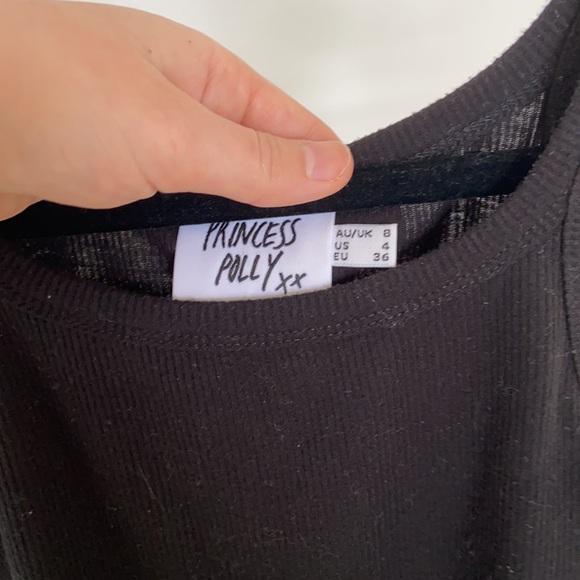 PRINCESS
POLLY xx
AU/UK 8
US 4
EU 36